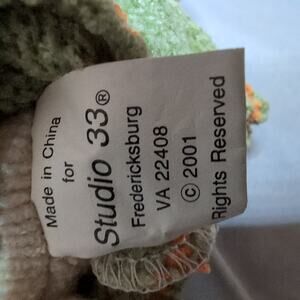 Made in China
for
Studio 33®
Fredericksburg
VA 22408
© 2001
Rights Reserved